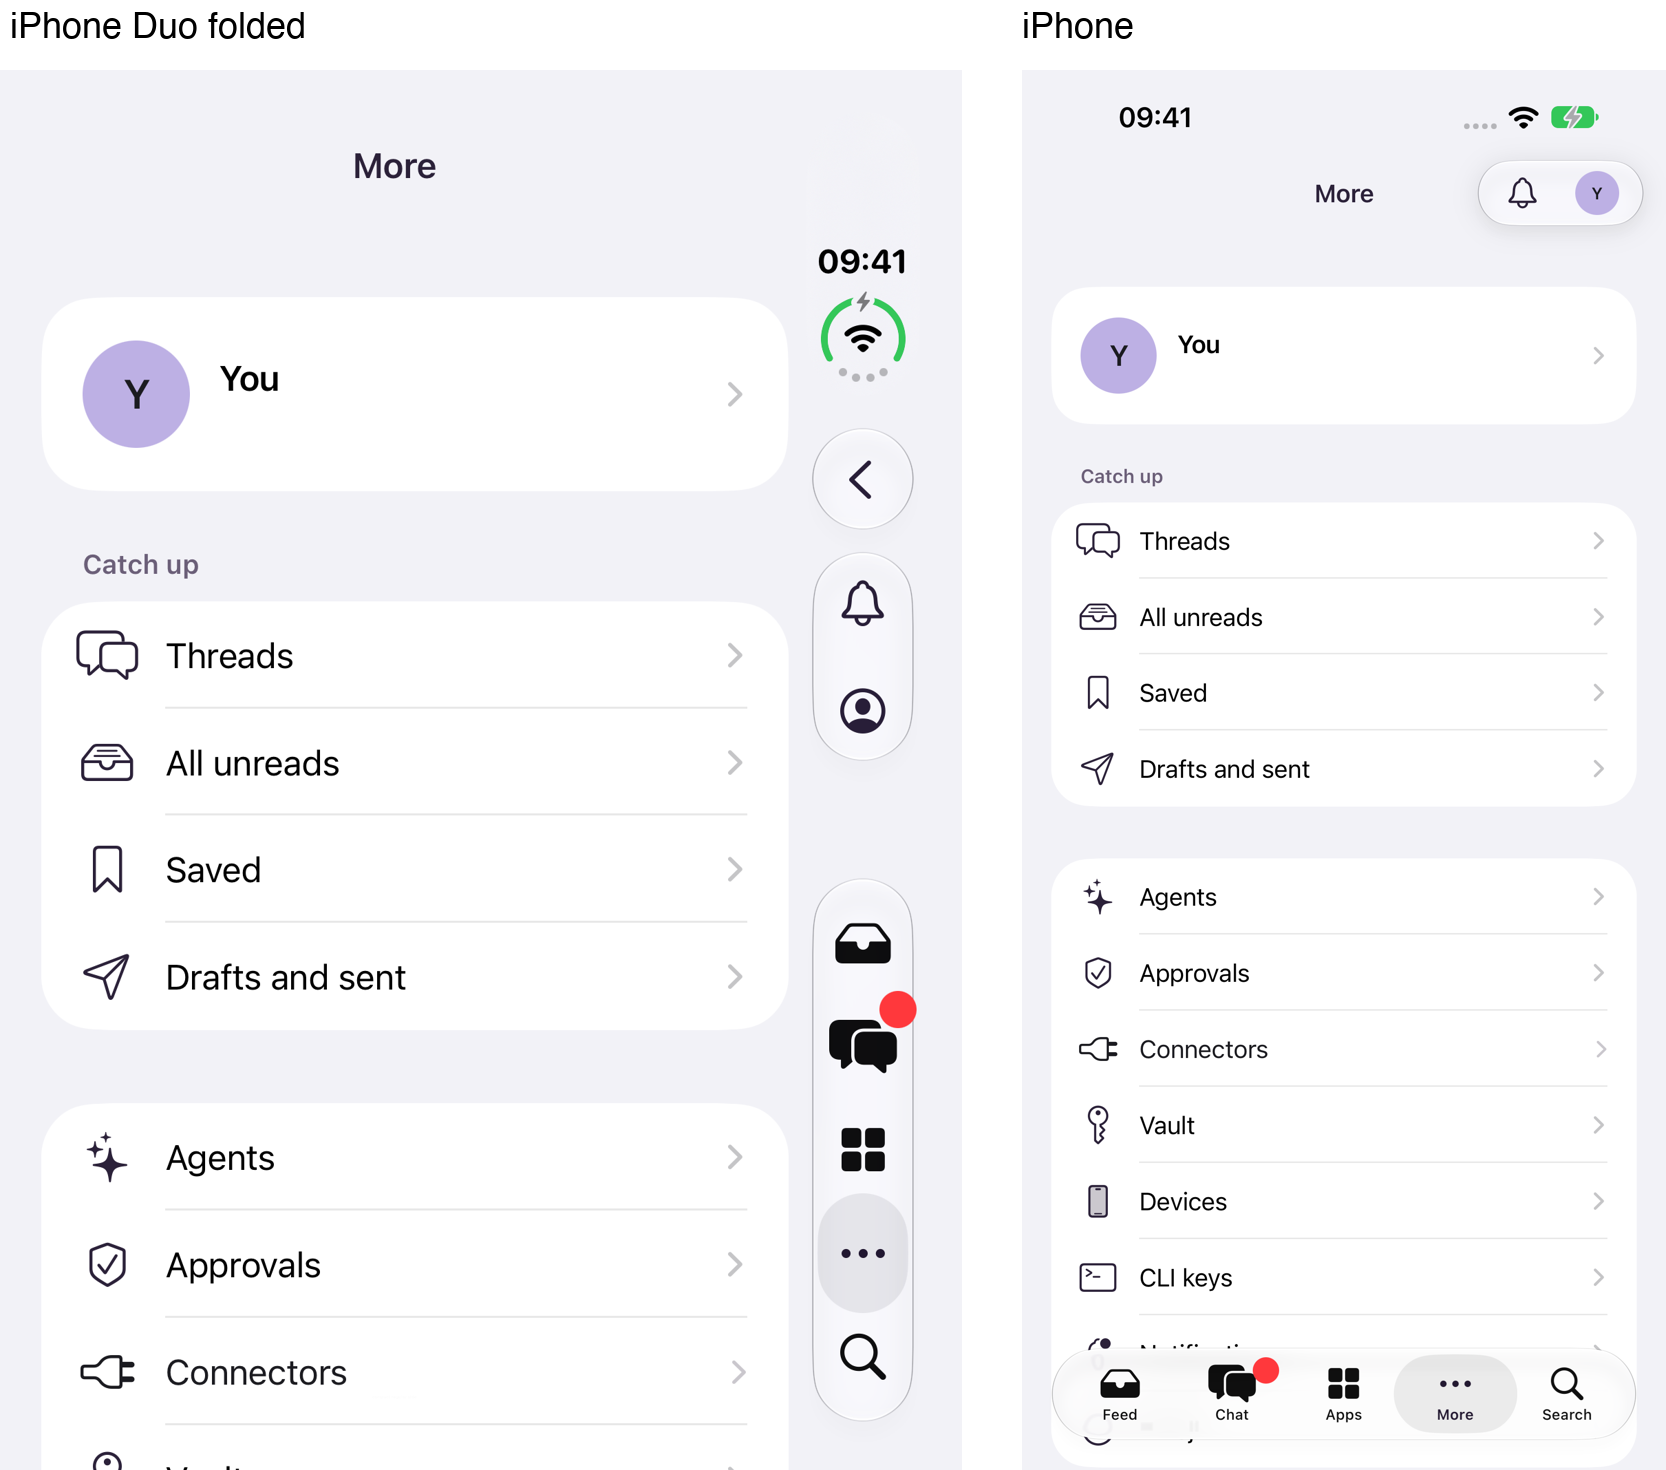 iPhone Duo folded
More
09:41
Y
You
Catch up
Threads
All unreads
Saved
Drafts and sent
Agents
Approvals
Connectors
iPhone
09:41
More
Y
Y
You
Catch up
Threads
All unreads
Saved
Drafts and sent
Agents
Approvals
Connectors
Vault
Devices
CLI keys
Feed
Chat
Apps
More
Search